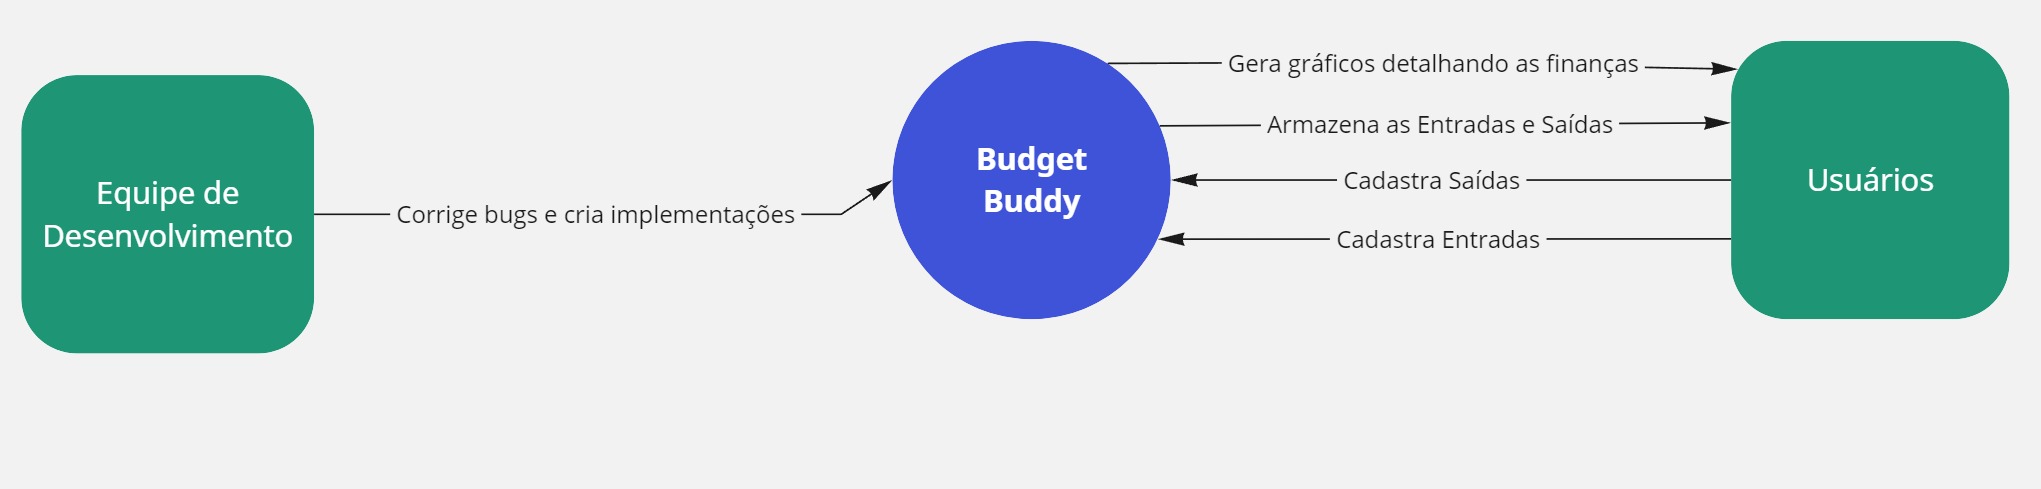 Equipe de
Desenvolvimento
Corrige bugs e cria implementações
Budget
Buddy
Gera gráficos detalhando as finanças
Armazena as Entradas e Saídas
Cadastra Saídas
Cadastra Entradas
Usuários